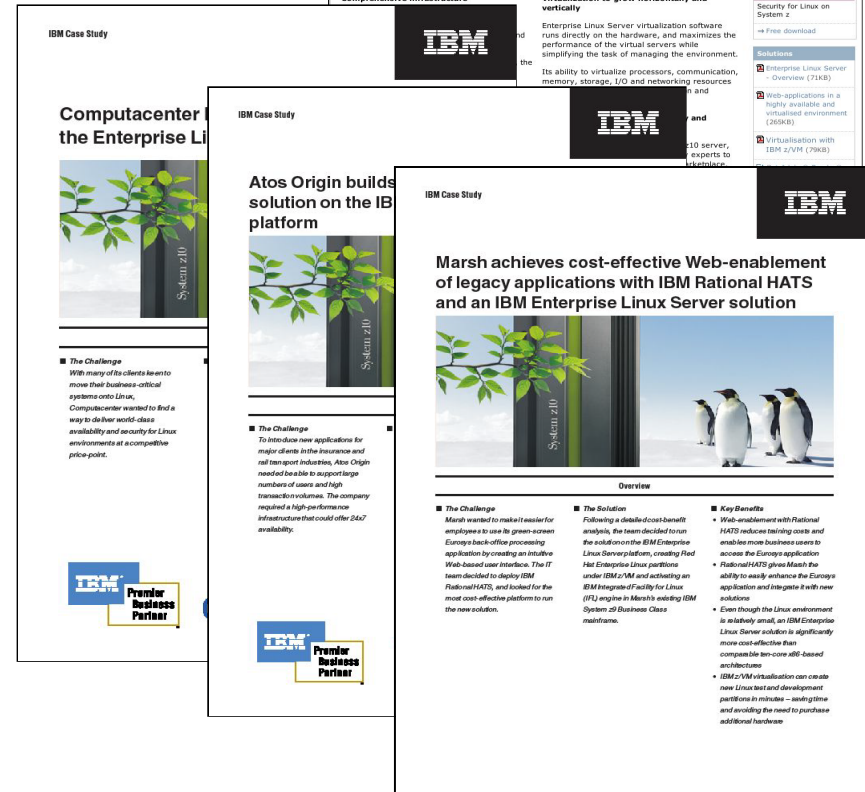 Comprehensive Infrastructure
vertically
Enterprise Linux Server virtualization software
runs directly on the hardware, and maximizes the
performance of the virtual servers while
simplifying the task of managing the environment.
Its ability to virtualize processors, communication,
memory, storage, I/O and networking resources
n and
y and
z10 server,
experts to
nd
the
Security for Linux on
System z
⇒ Free download
Solutions
Enterprise Linux Server
- Overview (71KB)
Web-applications in a
highly available and
virtualised environment
(265KB)
Virtualisation with
IBM z/VM (79KB)
IBM Case Study
IBM
Computacenter
the Enterprise Li
System z10
■ The Challenge
With many of its clients keen to
move their business-critical
systems onto Linux,
Computacenter wanted to find a
way to deliver world-class
availability and security for Linux
environments at a competitive
price-point.
IBM
Premier
Business
Partner
IBM Case Study
IBM
Atos Origin builds
solution on the IB
platform
System z10
■ The Challenge
To introduce new applications for
major clients in the insurance and
rail transport industries, Atos Origin
needed be able to support large
numbers of users and high
transaction volumes. The company
required a high-performance
infrastructure that could offer 24x7
availability.
IBM
Premier
Business
Partner
IBM Case Study
IBM
Marsh achieves cost-effective Web-enablement
of legacy applications with IBM Rational HATS
and an IBM Enterprise Linux Server solution
System z10
Overview
■ The Challenge
Marsh wanted to make it easier for
employees to use its green-screen
Eurosys back-office processing
application by creating an intuitive
Web-based user interface. The IT
team decided to deploy IBM
Rational HATS, and looked for the
most cost-effective platform to run
the new solution.
■ The Solution
Following a detailed cost-benefit
analysis, the team decided to run
the solution on the IBM Enterprise
Linux Server platform, creating Red
Hat Enterprise Linux partitions
under IBM z/VM and activating an
IBM Integrated Facility for Linux
(IFL) engine in Marsh's existing IBM
System z9 Business Class
mainframe.
■ Key Benefits
• Web-enablement with Rational
HATS reduces training costs and
enables more business users to
access the Eurosys application
• Rational HATS gives Marsh the
ability to easily enhance the Eurosys
application and integrate it with new
solutions
• Even though the Linux environment
is relatively small, an IBM Enterprise
Linux Server solution is significantly
more cost-effective than
comparable ten-core x86-based
architectures
• IBM z/VM virtualisation can create
new Linux test and development
partitions in minutes – saving time
and avoiding the need to purchase
additional hardware